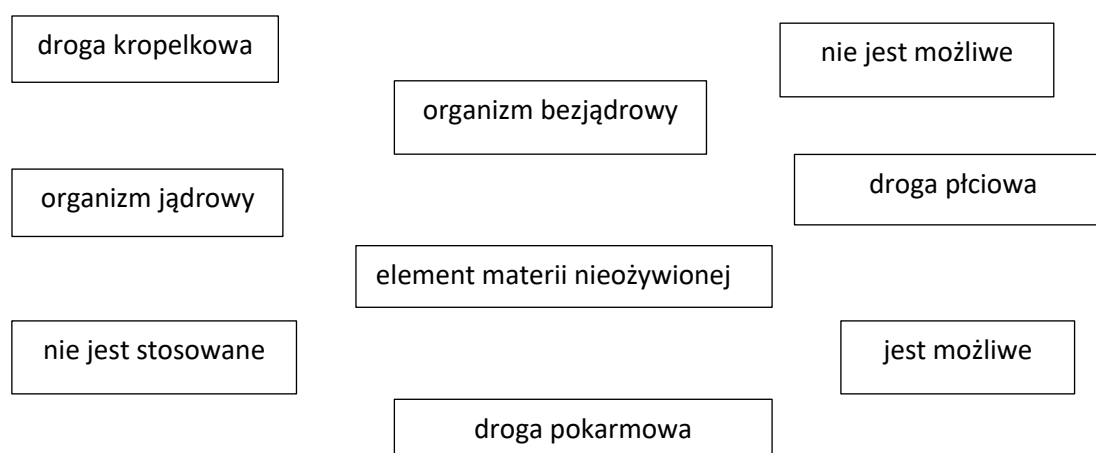 droga kropelkowa
nie jest możliwe
organizm bezjądrowy
droga płciowa
organizm jądrowy
element materii nieożywionej
nie jest stosowane
jest możliwe
droga pokarmowa